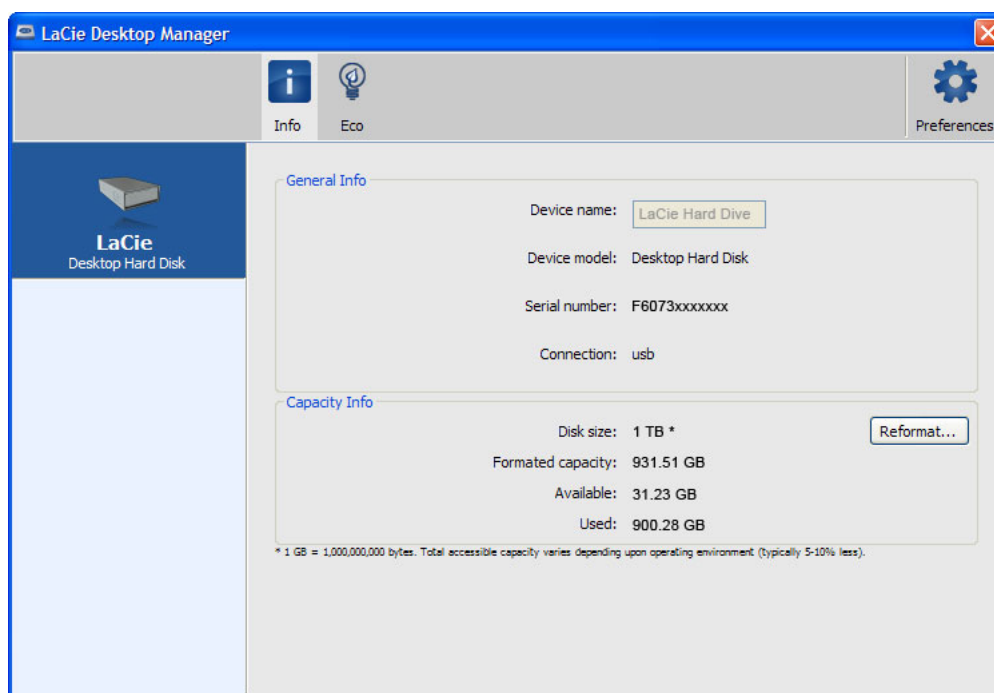 LaCie Desktop Manager
Info
Eco
Preferences
LaCie
Desktop Hard Disk
General Info
Device name: LaCie Hard Dive
Device model: Desktop Hard Disk
Serial number: F6073xxxxxxx
Connection: usb
Capacity Info
Disk size: 1 TB * Reformat...
Formated capacity: 931.51 GB
Available: 31.23 GB
Used: 900.28 GB
* 1 GB = 1,000,000,000 bytes. Total accessible capacity varies depending upon operating environment (typically 5-10% less).